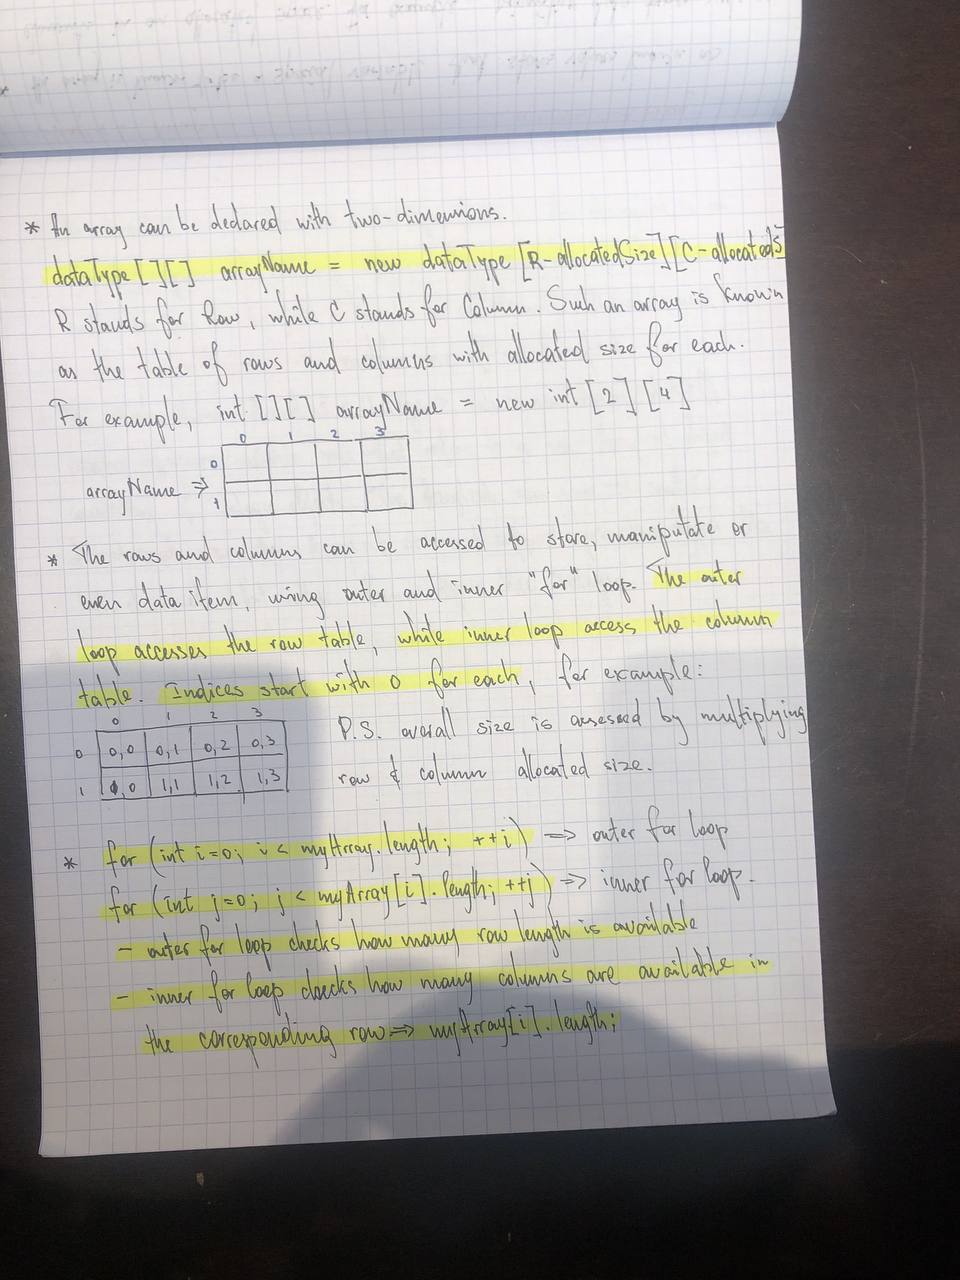 * An array can be declared with two-dimensions.
dataType[][] arrayName = new dataType [R-allocatedSize][C-allocatedS
R stands for Row, while C stands for Column. Such an array is known
as the table of rows and columns with allocated size for each.
For example, int [][] arrayName = new int [2][4]
0 1 2 3
0
arrayName =>
1
* The rows and columns can be accessed to store, manipulate or
even data item, using outer and inner "for" loop. The outer
loop accesses the row table, while inner loop access the column
table. Indices start with 0 for each, for example:
0 1 2 3
0 0,0 0,1 0,2 0,3
1 1,0 1,1 1,2 1,3
P.S. overall size is assessed by multiplying
row & column allocated size.
* for (int i=0; i < myArray.length; ++i) => outer for loop
for (int j=0; j < myArray[i].length; ++j) => inner for loop.
- outer for loop checks how many row length is available
- inner for loop checks how many columns are available in
the corresponding row => myArray[i].length;